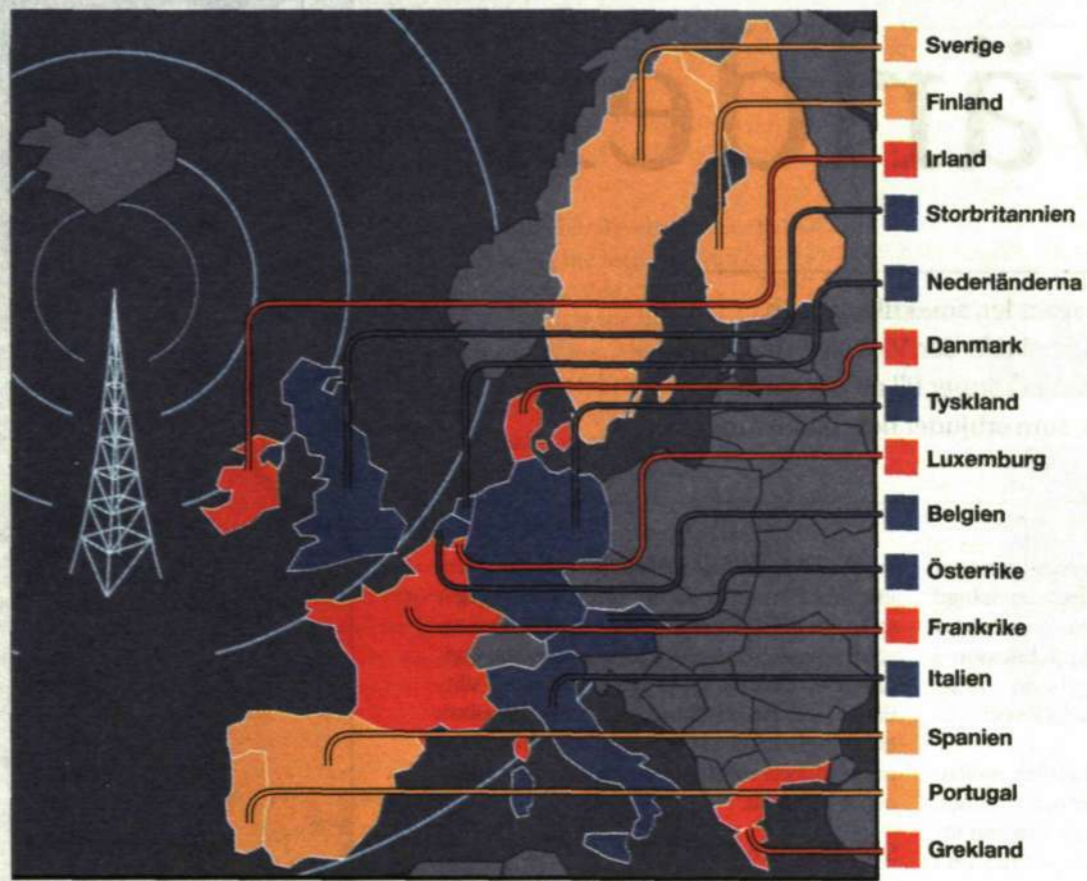 Sverige
Finland
Irland
Storbritannien
Nederländerna
Danmark
Tyskland
Luxemburg
Belgien
Österrike
Frankrike
Italien
Spanien
Portugal
Grekland